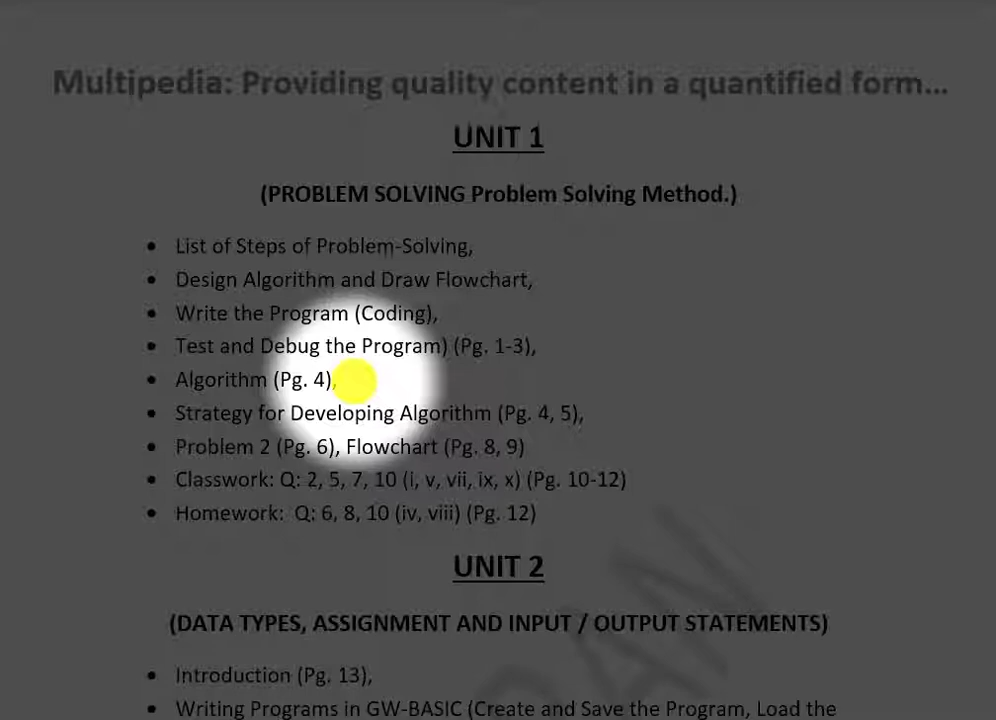 Multipedia: Providing quality content in a quantified form...
UNIT 1
(PROBLEM SOLVING Problem Solving Method.)
• List of Steps of Problem-Solving,
• Design Algorithm and Draw Flowchart,
• Write the Program (Coding),
• Test and Debug the Program) (Pg. 1-3),
• Algorithm (Pg. 4),
• Strategy for Developing Algorithm (Pg. 4, 5),
• Problem 2 (Pg. 6), Flowchart (Pg. 8, 9)
• Classwork: Q: 2, 5, 7, 10 (i, v, vii, ix, x) (Pg. 10-12)
• Homework: Q: 6, 8, 10 (iv, viii) (Pg. 12)
UNIT 2
(DATA TYPES, ASSIGNMENT AND INPUT / OUTPUT STATEMENTS)
• Introduction (Pg. 13),
• Writing Programs in GW-BASIC (Create and Save the Program, Load the